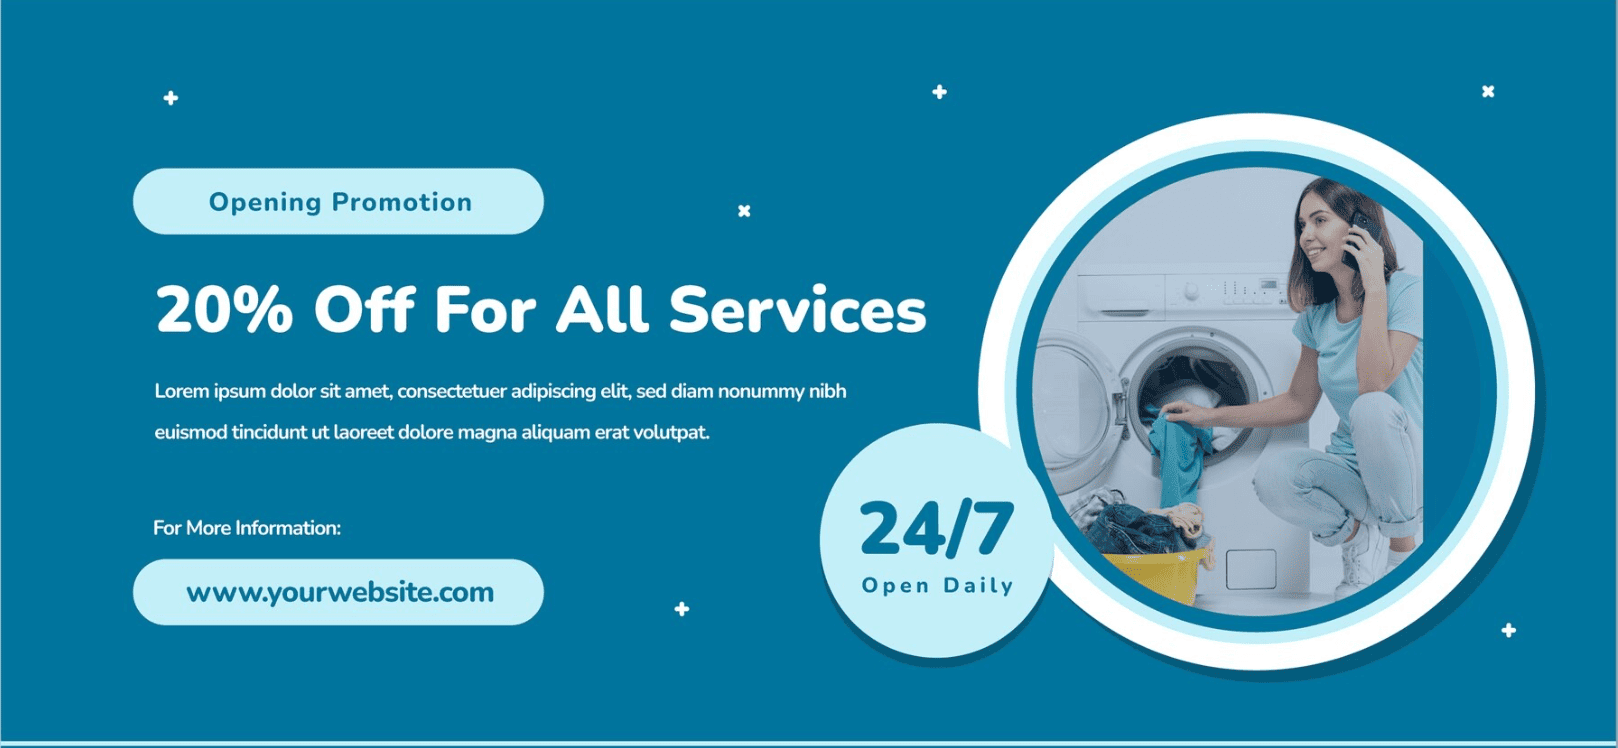 Opening Promotion
20% Off For All Services
Lorem ipsum dolor sit amet, consectetuer adipiscing elit, sed diam nonummy nibh
euismod tincidunt ut laoreet dolore magna aliquam erat volutpat.
For More Information:
www.yourwebsite.com
24/7
Open Daily